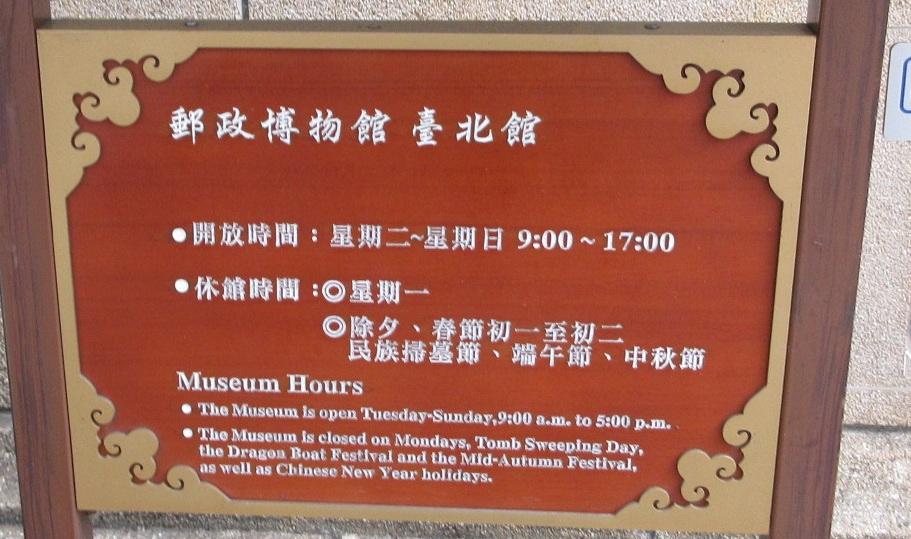 郵政博物館 臺北館
●開放時間：星期二~星期日 9:00 ~ 17:00
●休館時間：◎星期一
◎除夕、春節初一至初二
民族掃墓節、端午節、中秋節
Museum Hours
● The Museum is open Tuesday-Sunday,9:00 a.m. to 5:00 p.m.
● The Museum is closed on Mondays, Tomb Sweeping Day,
the Dragon Boat Festival and the Mid-Autumn Festival,
as well as Chinese New Year holidays.